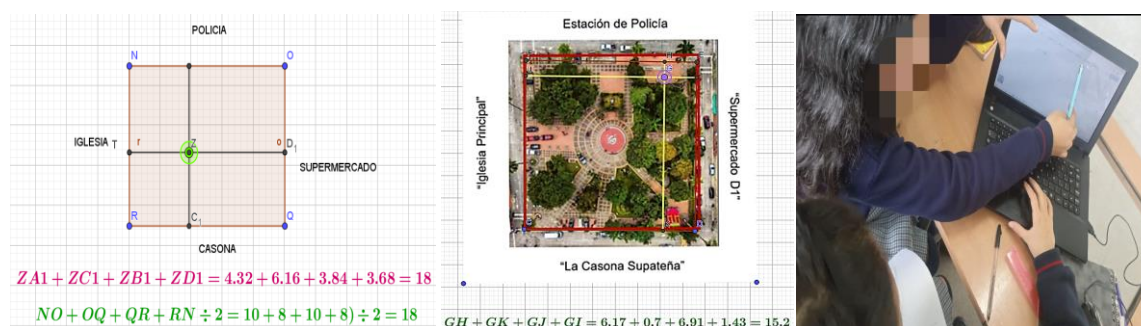 POLICIA
N
O
IGLESIA
T
r
Z
o
D1
SUPERMERCADO
R
C1
Q
CASONA
ZA1 + ZC1 + ZB1 + ZD1 = 4.32 + 6.16 + 3.84 + 3.68 = 18
NO + OQ + QR + RN ÷ 2 = 10 + 8 + 10 + 8) ÷ 2 = 18
Estación de Policía
"Iglesia Principal"
"Supermercado D1"
"La Casona Supateña"
GH + GK + GJ + GI = 6.17 + 0.7 + 6.91 + 1.43 = 15.2